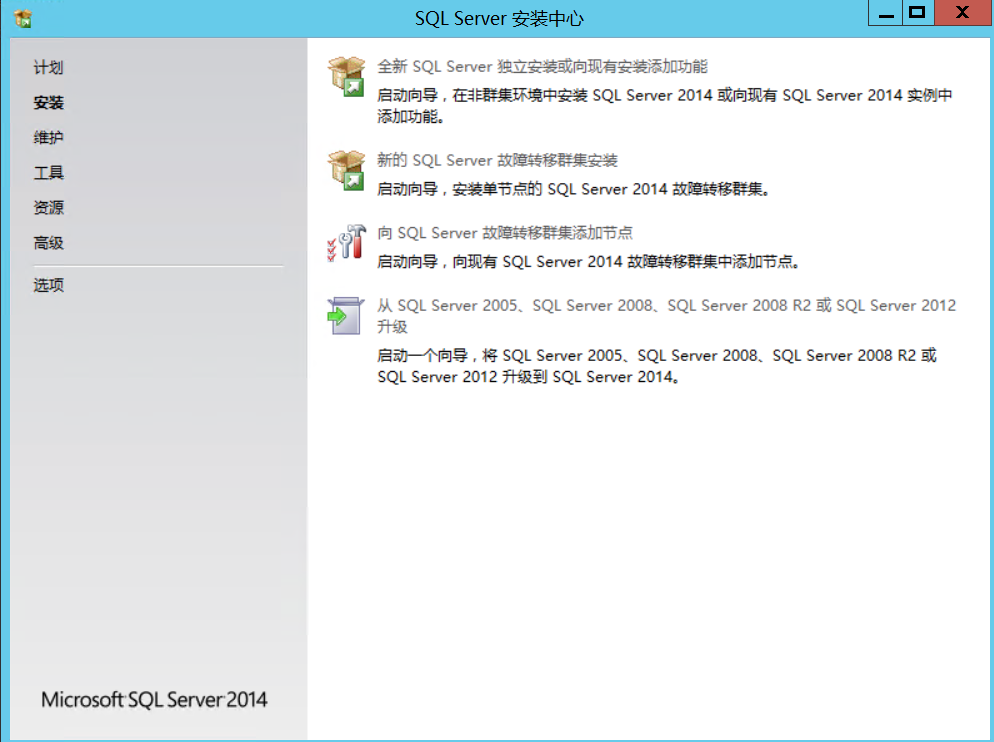 SQL Server 安装中心
计划
安装
维护
工具
资源
高级
选项
Microsoft SQL Server 2014
全新 SQL Server 独立安装或向现有安装添加功能
启动向导，在非群集环境中安装 SQL Server 2014 或向现有 SQL Server 2014 实例中
添加功能。
新的 SQL Server 故障转移群集安装
启动向导，安装单节点的 SQL Server 2014 故障转移群集。
向 SQL Server 故障转移群集添加节点
启动向导，向现有 SQL Server 2014 故障转移群集中添加节点。
从 SQL Server 2005、SQL Server 2008、SQL Server 2008 R2 或 SQL Server 2012
升级
启动一个向导，将 SQL Server 2005、SQL Server 2008、SQL Server 2008 R2 或
SQL Server 2012 升级到 SQL Server 2014。